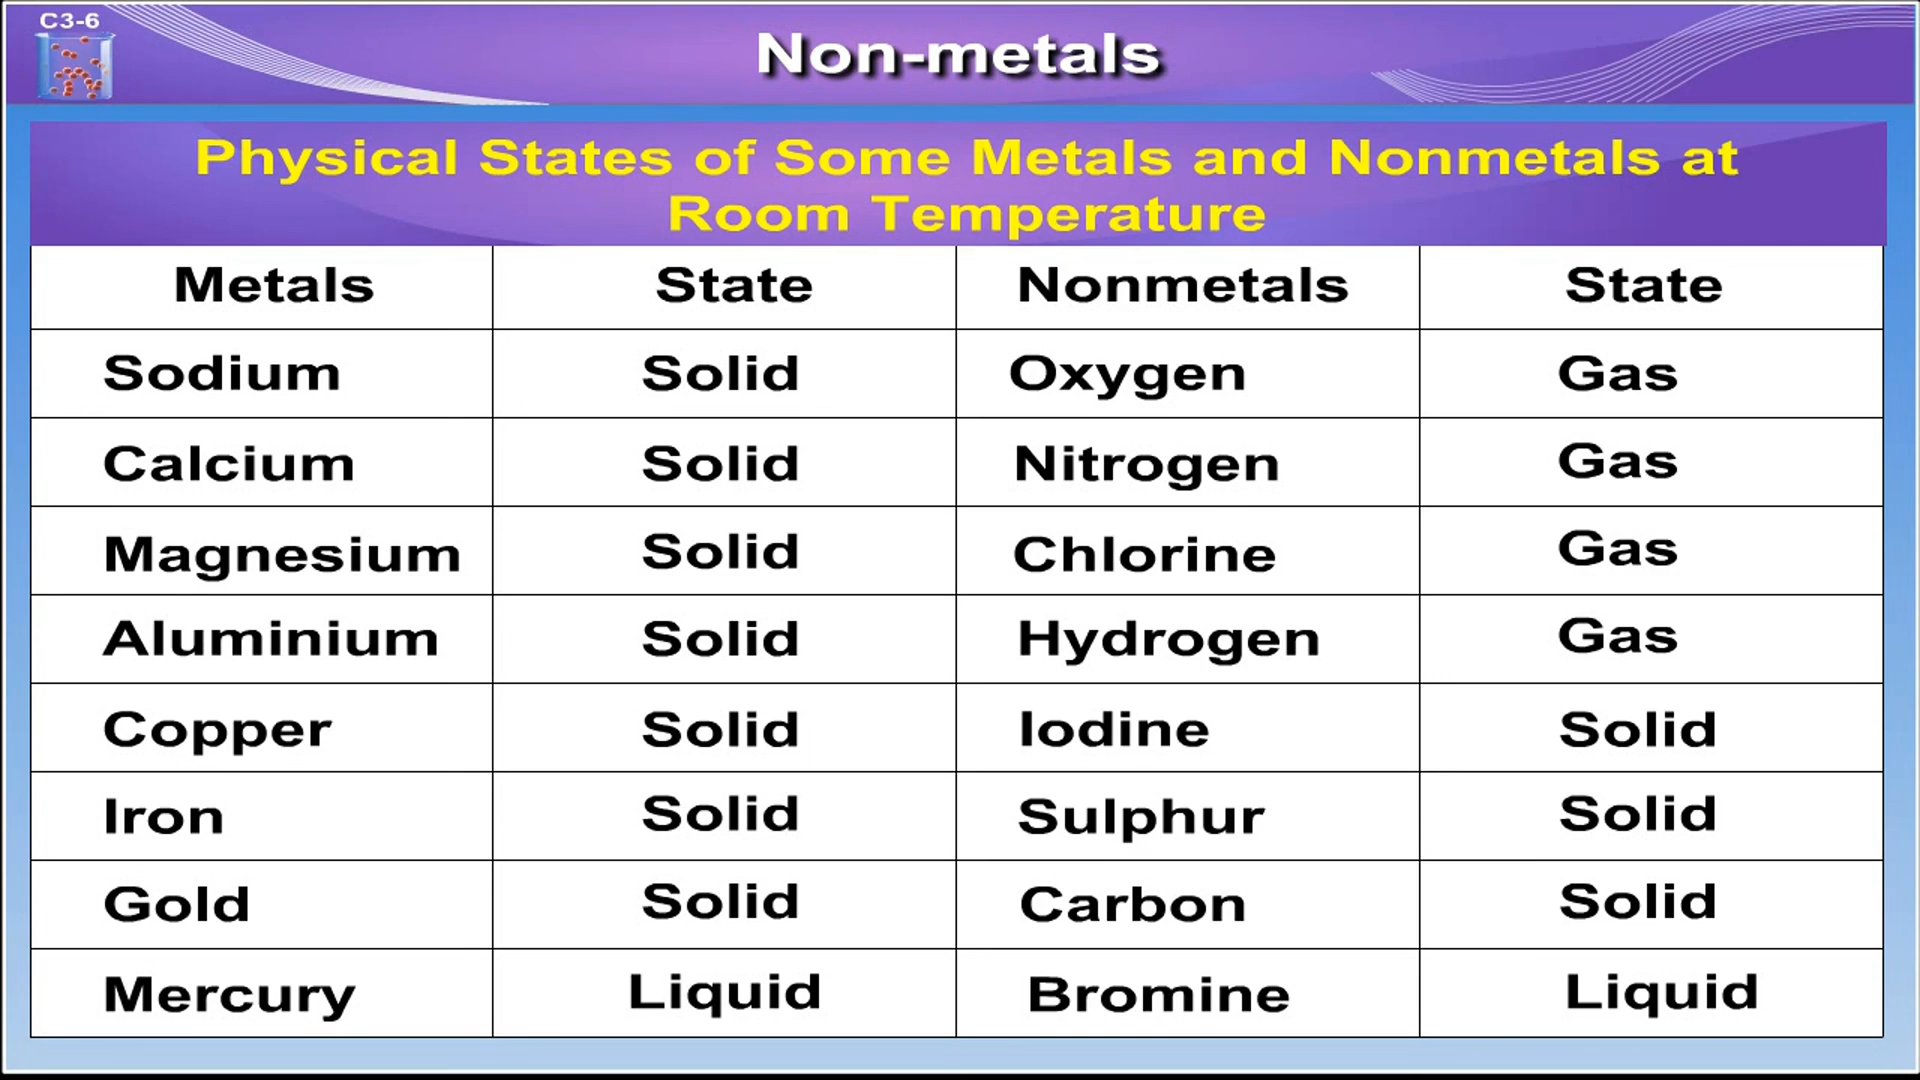 C3-6
Non-metals
Physical States of Some Metals and Nonmetals at
Room Temperature
Metals State Nonmetals State
Sodium Solid Oxygen Gas
Calcium Solid Nitrogen Gas
Magnesium Solid Chlorine Gas
Aluminium Solid Hydrogen Gas
Copper Solid Iodine Solid
Iron Solid Sulphur Solid
Gold Solid Carbon Solid
Mercury Liquid Bromine Liquid